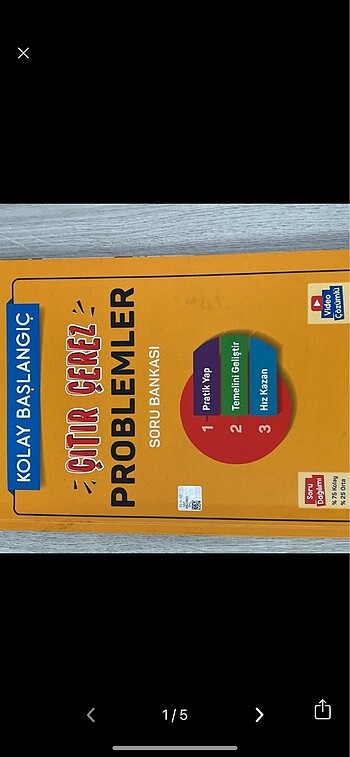 KOLAY BAŞLANGIÇ
ÇITIR ÇEREZ
PROBLEMLER
SORU BANKASI
1 Pratik Yap
2 Temelini Geliştir
3 Hız Kazan
Soru
Dağılımı
% 75 Kolay
% 25 Orta
Video
Çözümlü
1/5